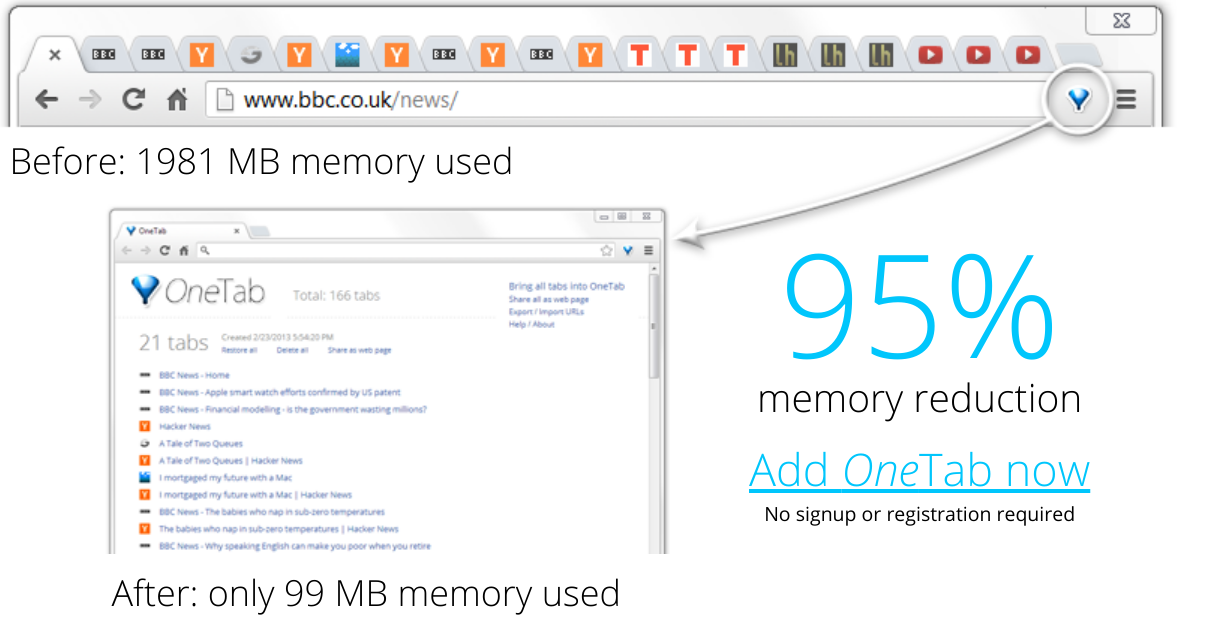 BBC BBC Y Y Y BBC Y BBC Y T T T lh lh lh
www.bbc.co.uk/news/
Before: 1981 MB memory used
OneTab
OneTab
Total: 166 tabs
Bring all tabs into OneTab
Share all as web page
Export / Import URLs
Help / About
21 tabs
Created 2/23/2013 5:54:20 PM
Restore all Delete all Share as web page
BBC News - Home
BBC News - Apple smart watch efforts confirmed by US patent
BBC News - Financial modelling - is the government wasting millions?
Y Hacker News
A Tale of Two Queues
Y A Tale of Two Queues | Hacker News
I mortgaged my future with a Mac
Y I mortgaged my future with a Mac | Hacker News
BBC News - The babies who nap in sub-zero temperatures
Y The babies who nap in sub-zero temperatures | Hacker News
BBC News - Why speaking English can make you poor when you retire
95%
memory reduction
Add OneTab now
No signup or registration required
After: only 99 MB memory used